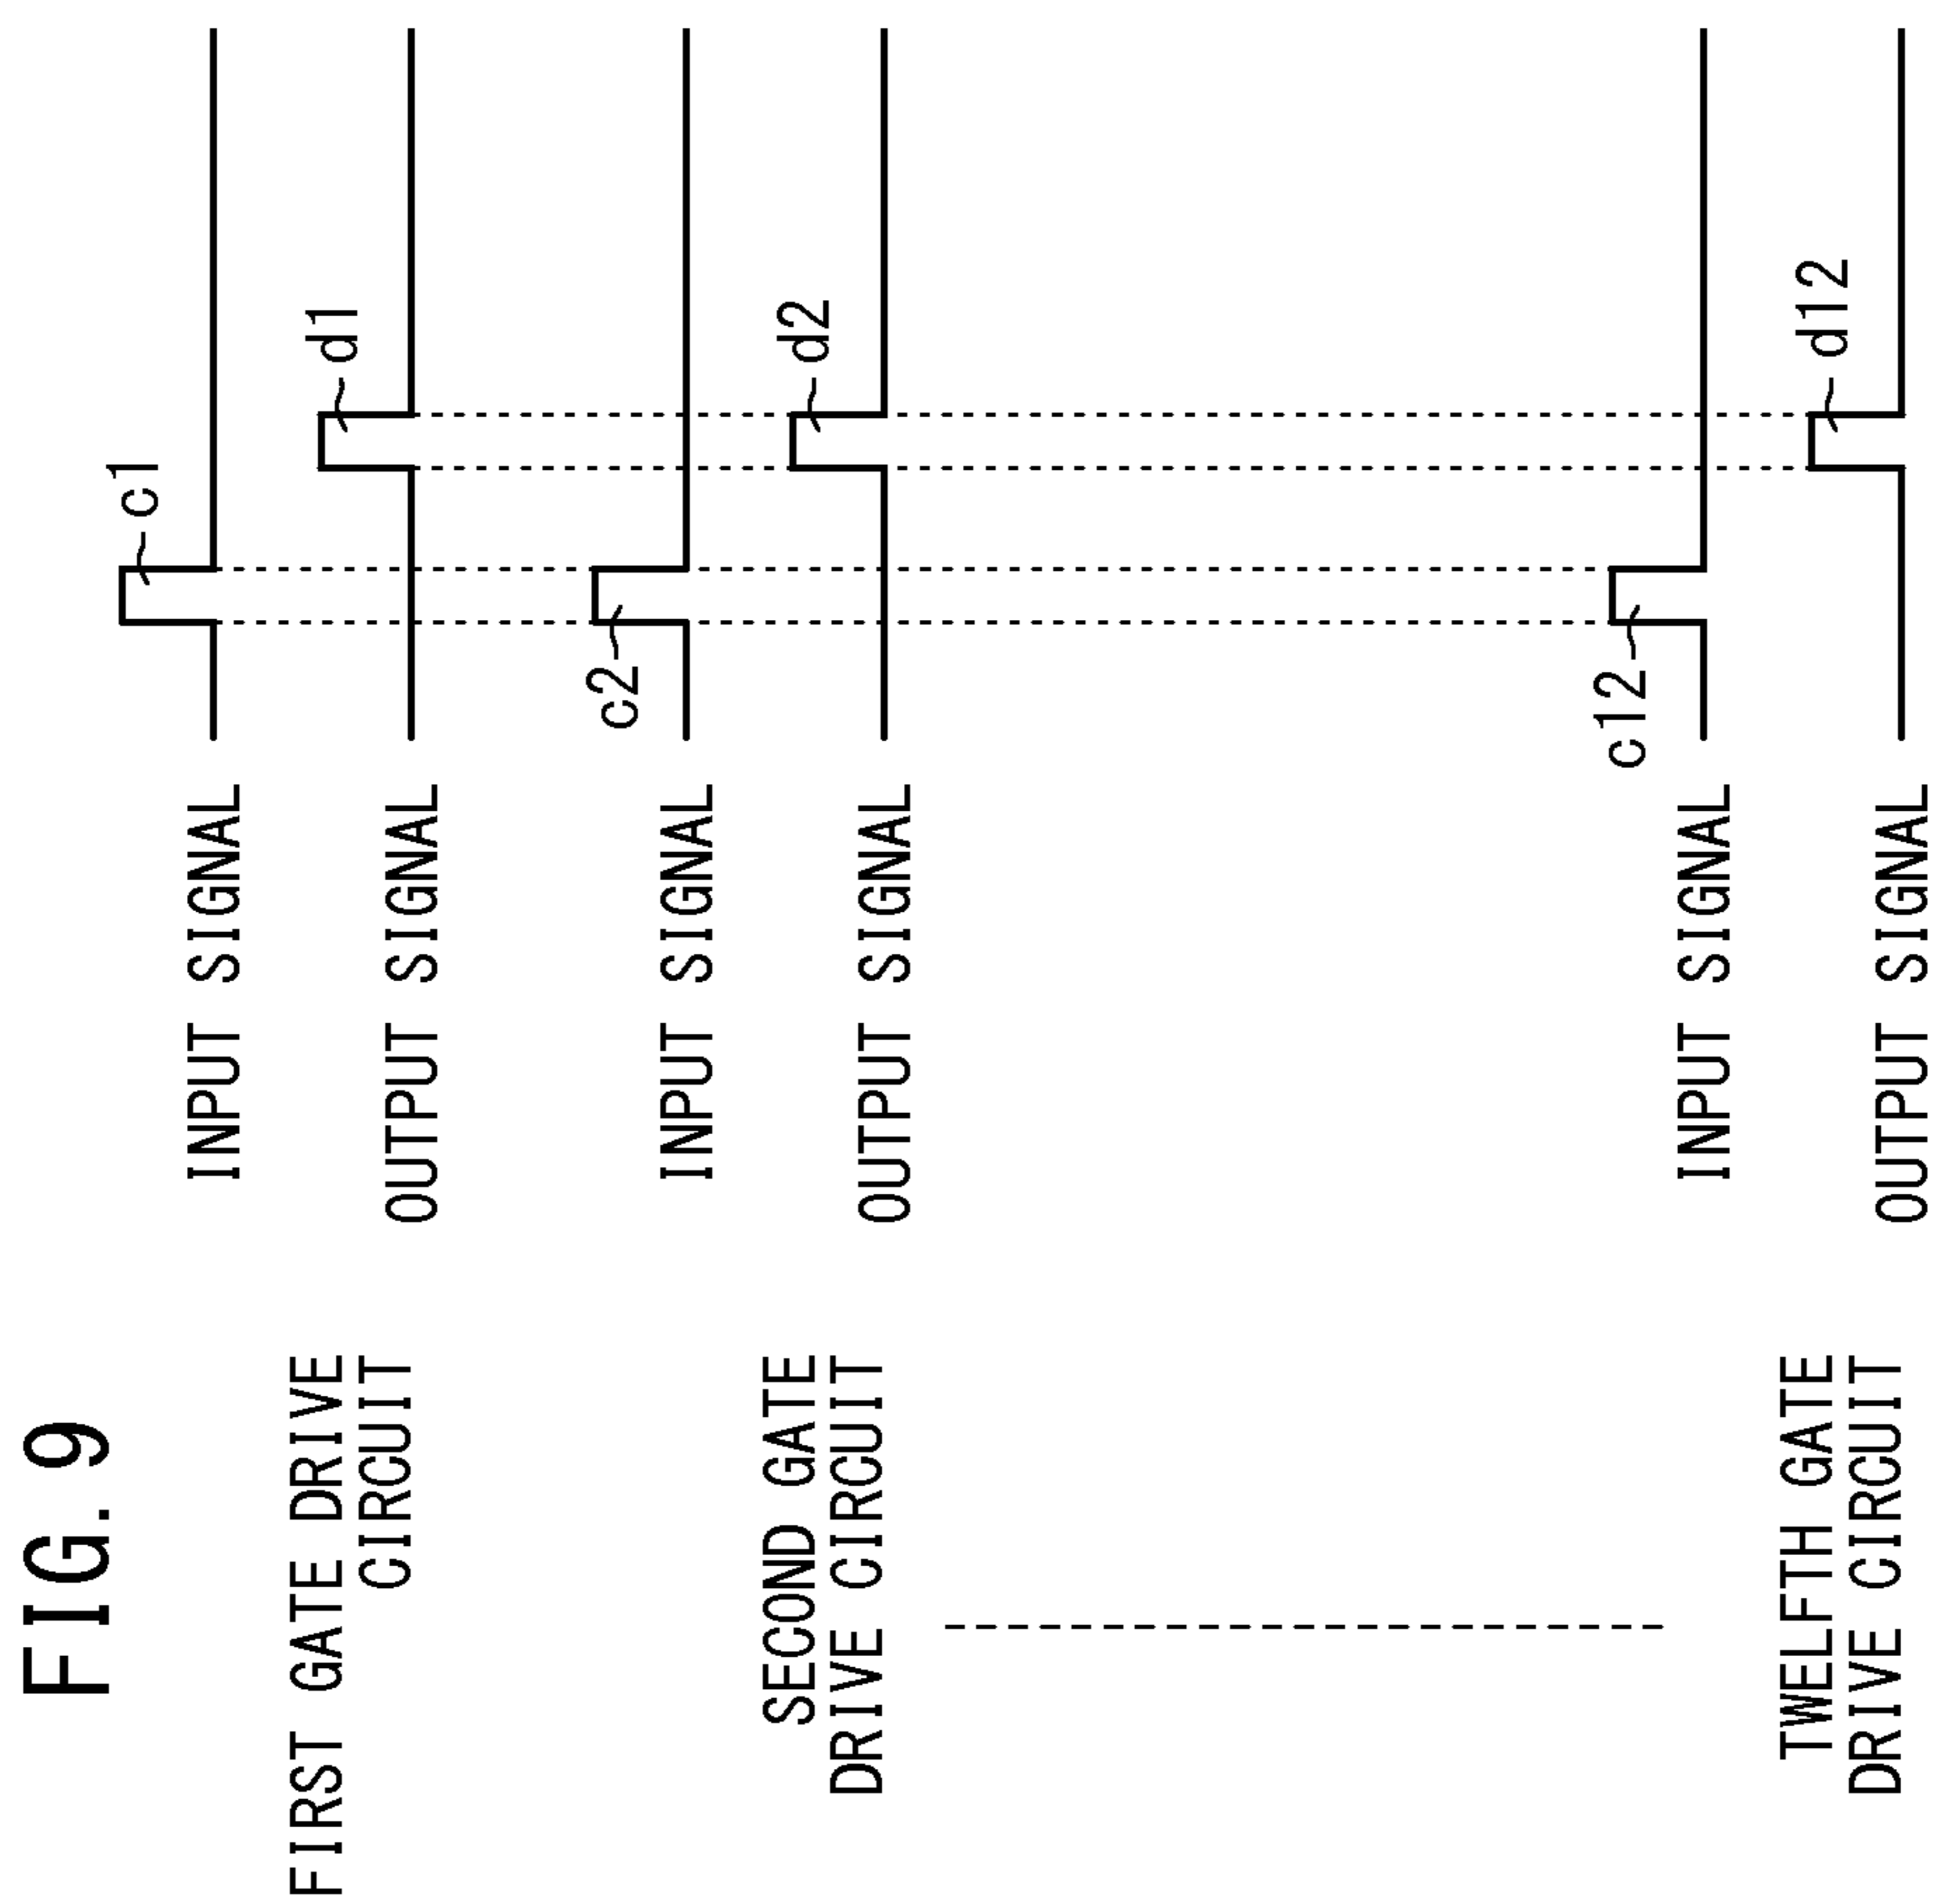 FIG. 9
FIRST GATE DRIVE
CIRCUIT
INPUT SIGNAL
c1
OUTPUT SIGNAL
d1
SECOND GATE
DRIVE CIRCUIT
INPUT SIGNAL
c2
OUTPUT SIGNAL
d2
TWELFTH GATE
DRIVE CIRCUIT
INPUT SIGNAL
c12
OUTPUT SIGNAL
d12